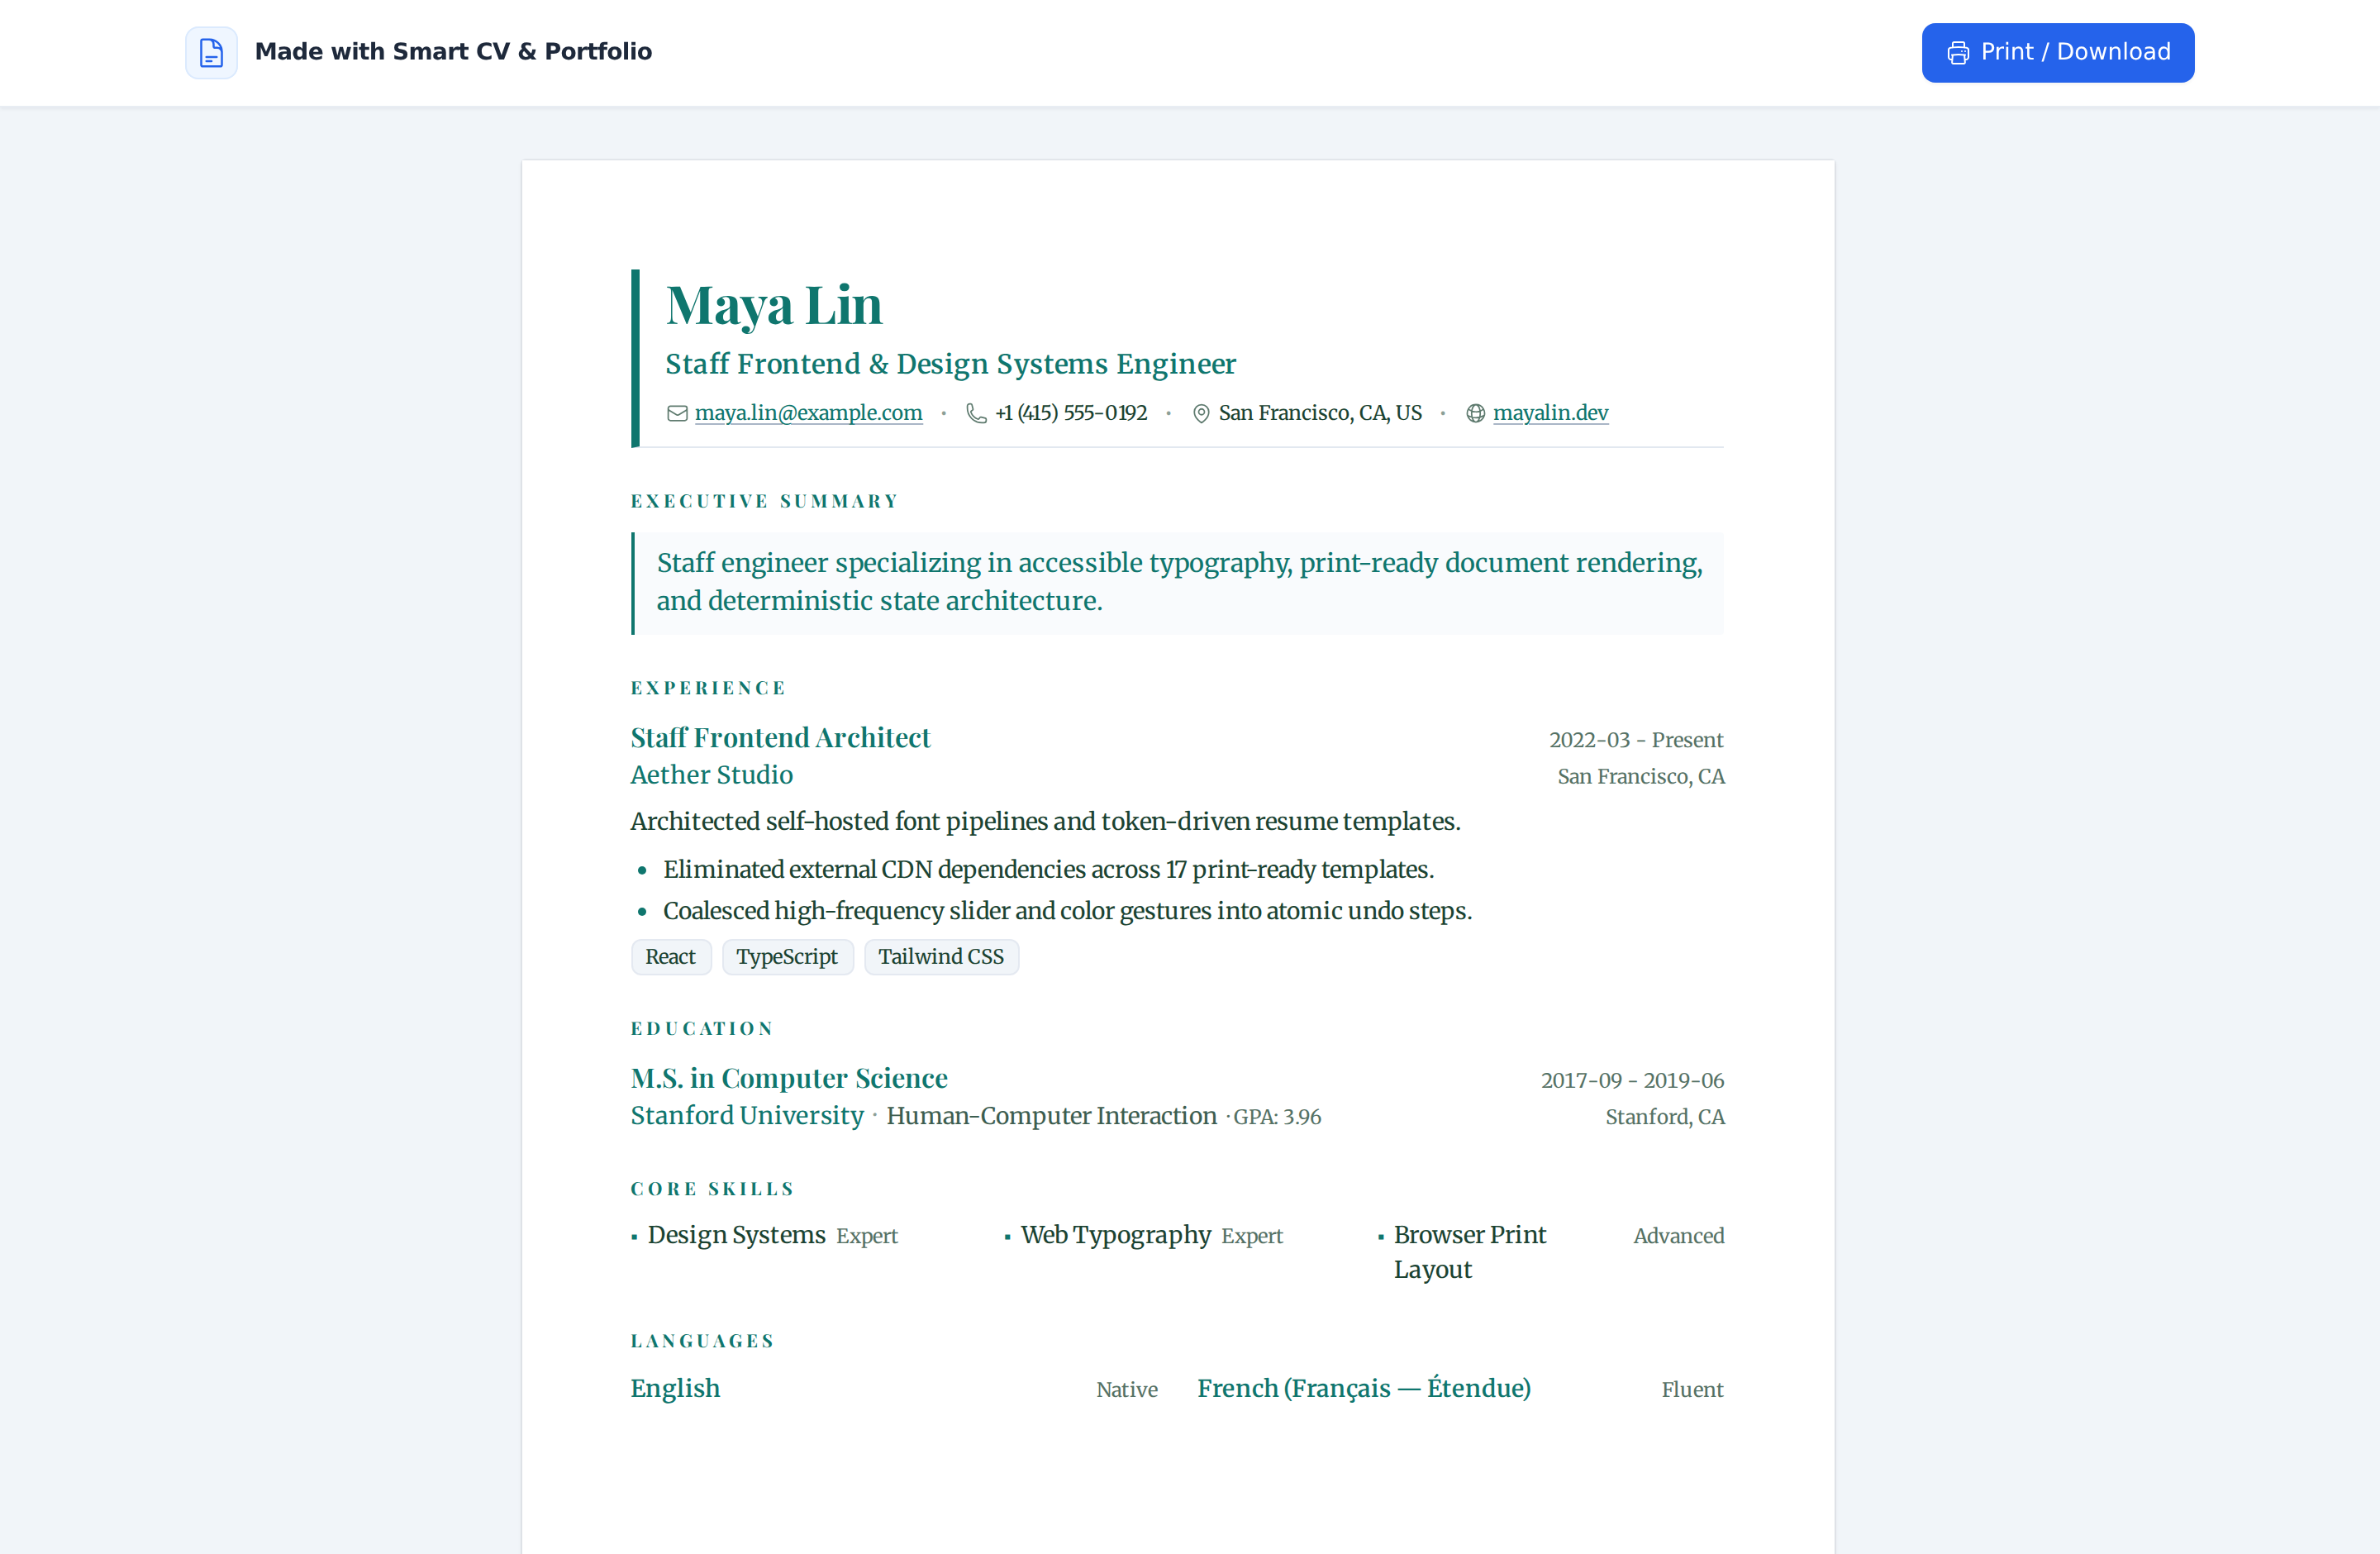 Made with Smart CV & Portfolio
Print / Download
Maya Lin
Staff Frontend & Design Systems Engineer
maya.lin@example.com · +1 (415) 555-0192 · San Francisco, CA, US · mayalin.dev
EXECUTIVE SUMMARY
Staff engineer specializing in accessible typography, print-ready document rendering,
and deterministic state architecture.
EXPERIENCE
Staff Frontend Architect 2022-03 - Present
Aether Studio San Francisco, CA
Architected self-hosted font pipelines and token-driven resume templates.
• Eliminated external CDN dependencies across 17 print-ready templates.
• Coalesced high-frequency slider and color gestures into atomic undo steps.
React TypeScript Tailwind CSS
EDUCATION
M.S. in Computer Science 2017-09 - 2019-06
Stanford University · Human-Computer Interaction · GPA: 3.96 Stanford, CA
CORE SKILLS
▪ Design Systems Expert ▪ Web Typography Expert ▪ Browser Print Layout Advanced
LANGUAGES
English Native French (Français — Étendue) Fluent